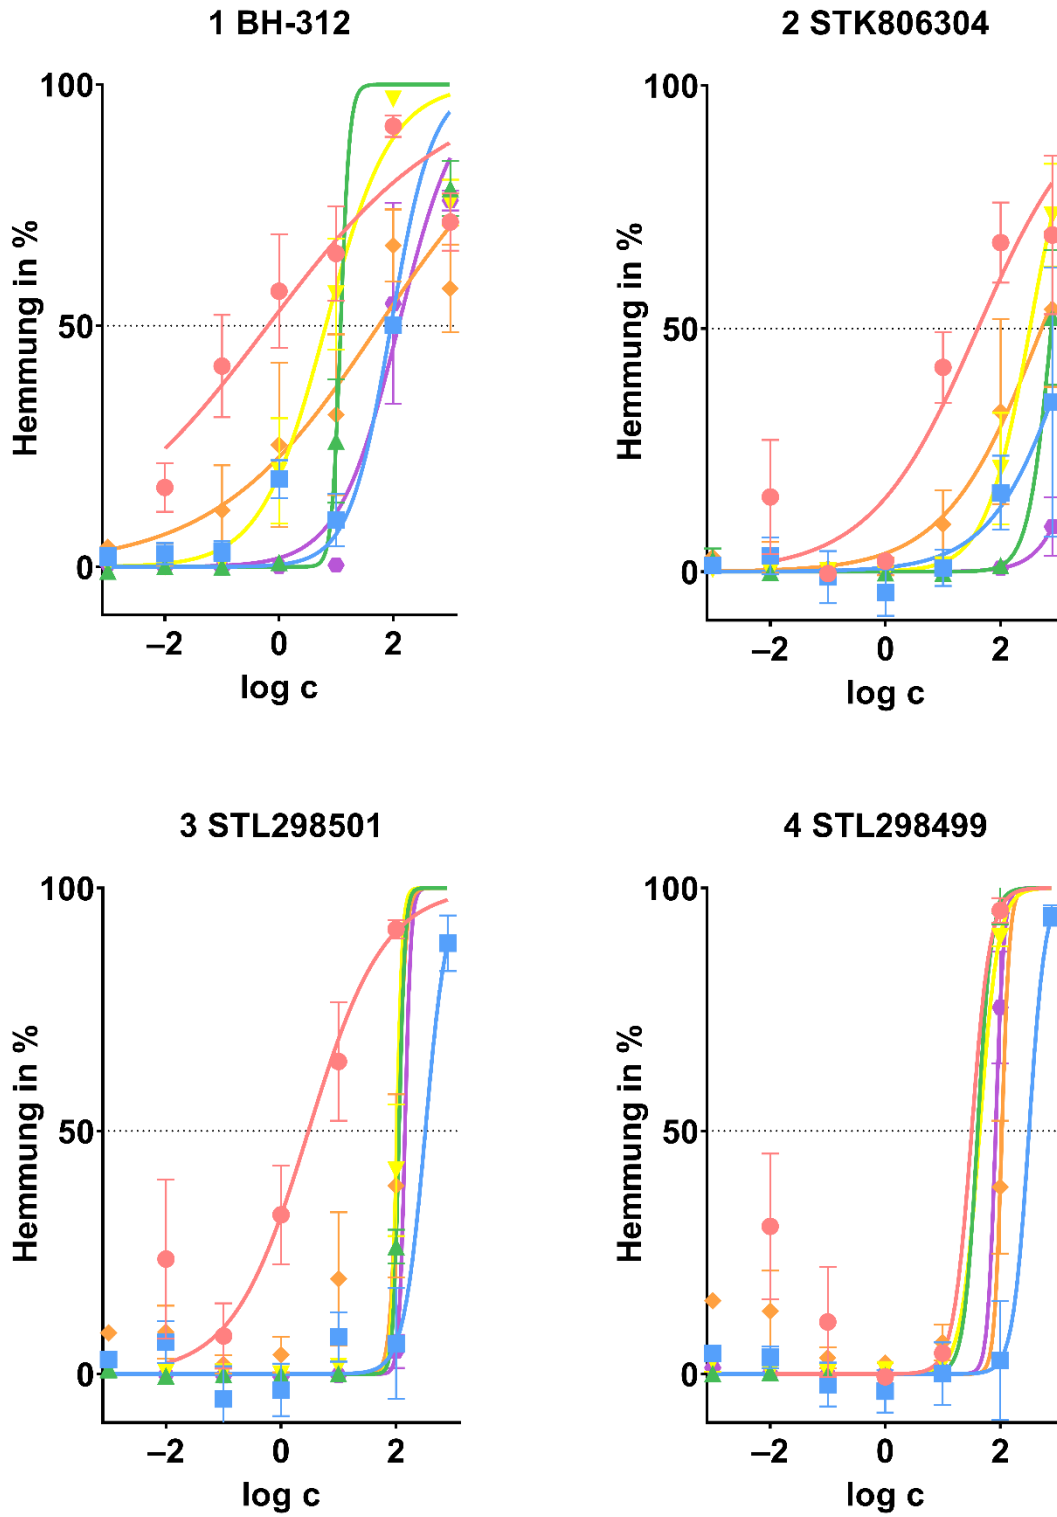 1 BH-312
100
50
0
Hemmung in %
–2 0 2
log c
2 STK806304
100
50
0
Hemmung in %
–2 0 2
log c
3 STL298501
100
50
0
Hemmung in %
–2 0 2
log c
4 STL298499
100
50
0
Hemmung in %
–2 0 2
log c